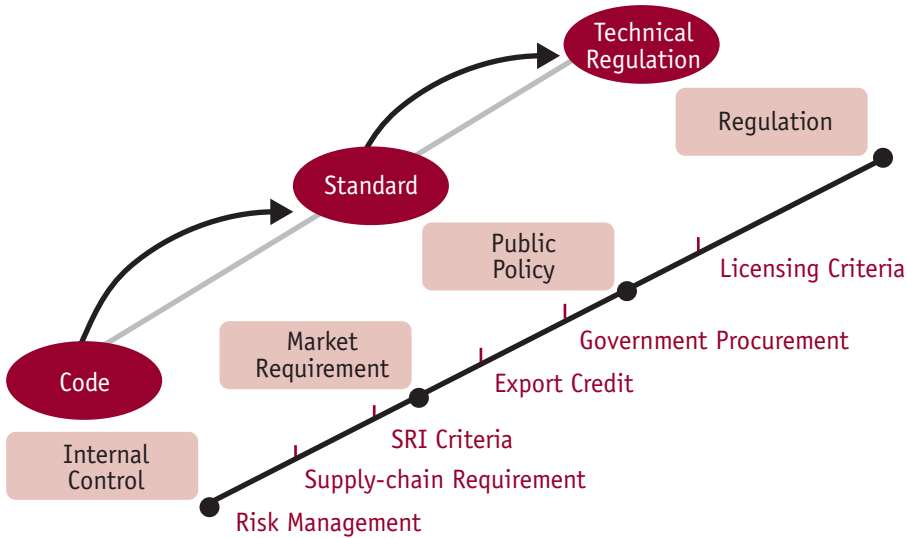 Technical
Regulation
Regulation
Standard
Public
Policy
Licensing Criteria
Government Procurement
Market
Requirement
Export Credit
Code
SRI Criteria
Internal
Control
Supply-chain Requirement
Risk Management